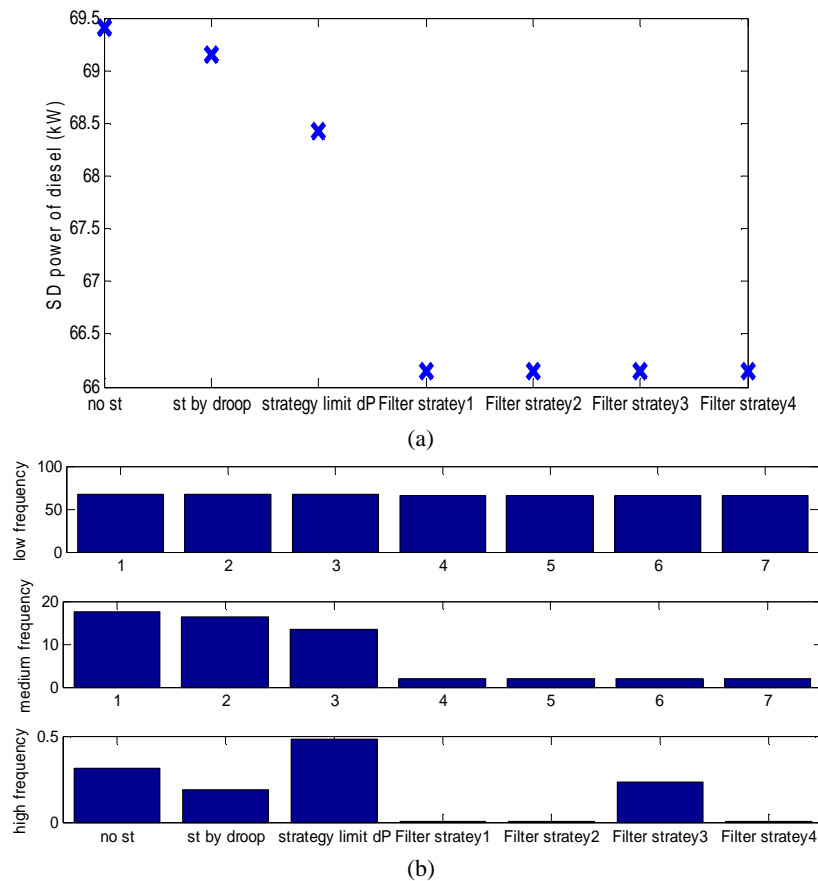 69.5
69
68.5
68
67.5
67
66.5
66
SD power of diesel (kW)
no st st by droop strategy limit dP Filter stratey1 Filter stratey2 Filter stratey3 Filter stratey4
(a)
100
50
0
low frequency
1 2 3 4 5 6 7
20
10
0
medium frequency
1 2 3 4 5 6 7
0.5
0
high frequency
no st st by droop strategy limit dP Filter stratey1 Filter stratey2 Filter stratey3 Filter stratey4
(b)